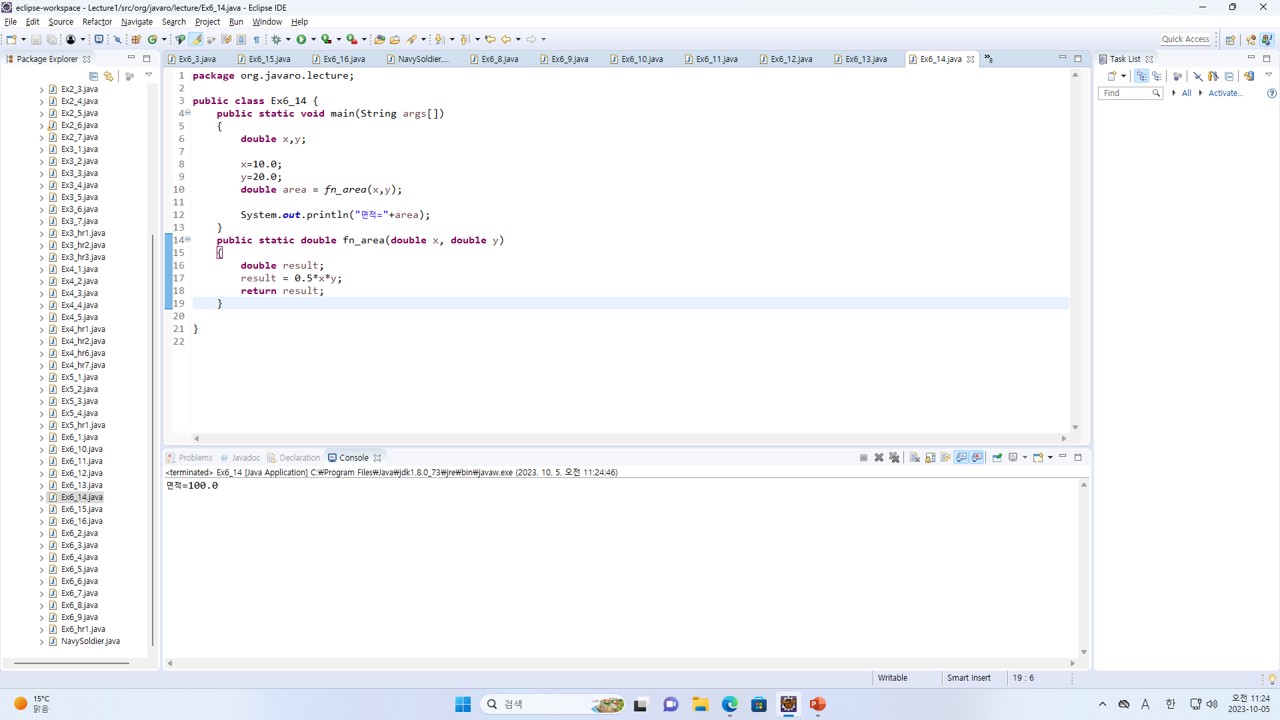 eclipse-workspace - Lecture1/src/org/javaro/lecture/Ex6_14.java - Eclipse IDE
File Edit Source Refactor Navigate Search Project Run Window Help
Quick Access
Package Explorer
Ex6_3.java Ex6_15.java Ex6_16.java NavySoldier.... Ex6_8.java Ex6_9.java Ex6_10.java Ex6_11.java Ex6_12.java Ex6_13.java Ex6_14.java
Task List
Find All Activate...
Ex2_3.java
Ex2_4.java
Ex2_5.java
Ex2_6.java
Ex2_7.java
Ex3_1.java
Ex3_2.java
Ex3_3.java
Ex3_4.java
Ex3_5.java
Ex3_6.java
Ex3_7.java
Ex3_hr1.java
Ex3_hr2.java
Ex3_hr3.java
Ex4_1.java
Ex4_2.java
Ex4_3.java
Ex4_4.java
Ex4_5.java
Ex4_hr1.java
Ex4_hr2.java
Ex4_hr6.java
Ex4_hr7.java
Ex5_1.java
Ex5_2.java
Ex5_3.java
Ex5_4.java
Ex5_hr1.java
Ex6_1.java
Ex6_10.java
Ex6_11.java
Ex6_12.java
Ex6_13.java
Ex6_14.java
Ex6_15.java
Ex6_16.java
Ex6_2.java
Ex6_3.java
Ex6_4.java
Ex6_5.java
Ex6_6.java
Ex6_7.java
Ex6_8.java
Ex6_9.java
Ex6_hr1.java
NavySoldier.java
1 package org.javaro.lecture;
2
3 public class Ex6_14 {
4 public static void main(String args[])
5 {
6 double x,y;
7
8 x=10.0;
9 y=20.0;
10 double area = fn_area(x,y);
11
12 System.out.println("면적="+area);
13 }
14 public static double fn_area(double x, double y)
15 {
16 double result;
17 result = 0.5*x*y;
18 return result;
19 }
20
21 }
22
Problems Javadoc Declaration Console
<terminated> Ex6_14 [Java Application] C:₩Program Files₩Java₩jdk1.8.0_73₩jre₩bin₩javaw.exe (2023. 10. 5. 오전 11:24:46)
면적=100.0
Writable Smart Insert 19 : 6
15°C
맑음
검색
A 한
오전 11:24
2023-10-05